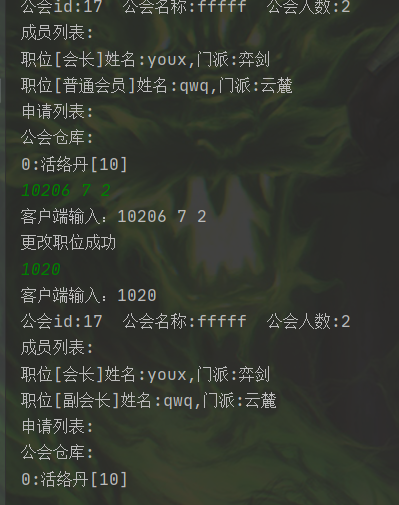 公会id:17  公会名称:fffff  公会人数:2
成员列表:
职位[会长]姓名:youx,门派:弈剑
职位[普通会员]姓名:qwq,门派:云麓
申请列表:
公会仓库:
0:活络丹[10]
10206 7 2
客户端输入：10206 7 2
更改职位成功
1020
客户端输入：1020
公会id:17  公会名称:fffff  公会人数:2
成员列表:
职位[会长]姓名:youx,门派:弈剑
职位[副会长]姓名:qwq,门派:云麓
申请列表:
公会仓库:
0:活络丹[10]